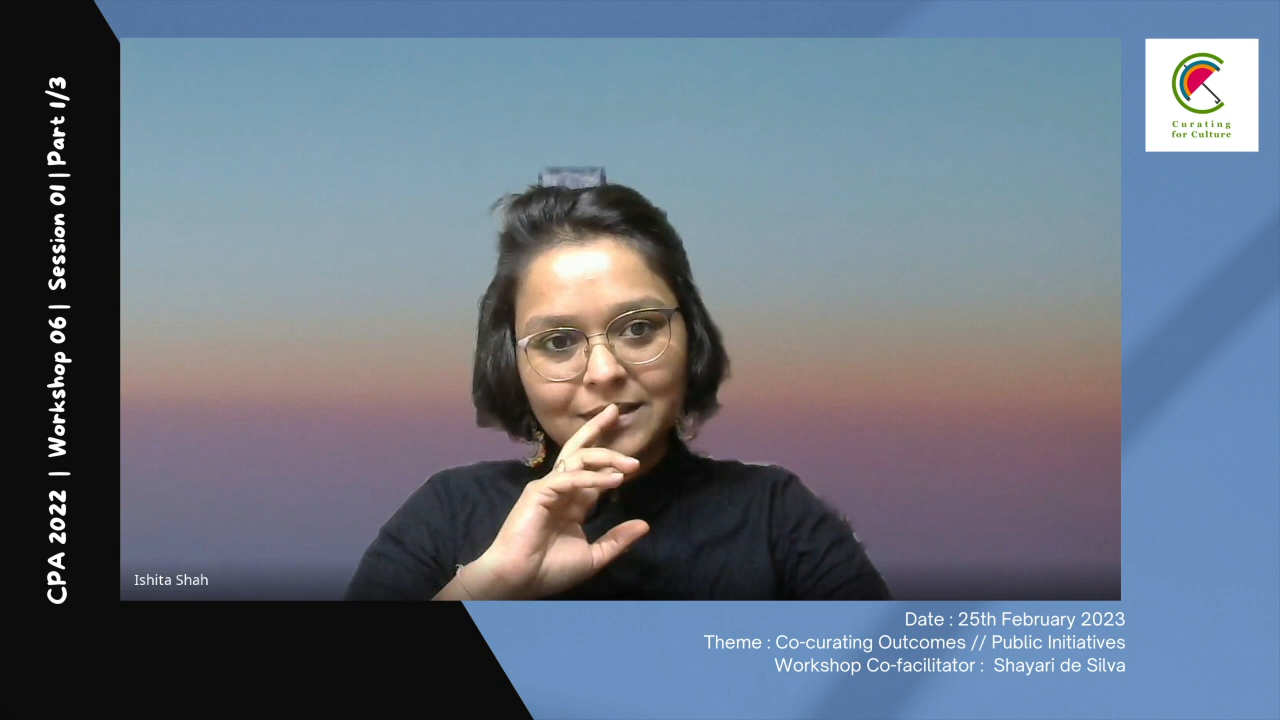 CPA 2022 | Workshop 06 | Session 01 | Part 1/3
Curating
for Culture
Ishita Shah
Date : 25th February 2023
Theme : Co-curating Outcomes // Public Initiatives
Workshop Co-facilitator : Shayari de Silva